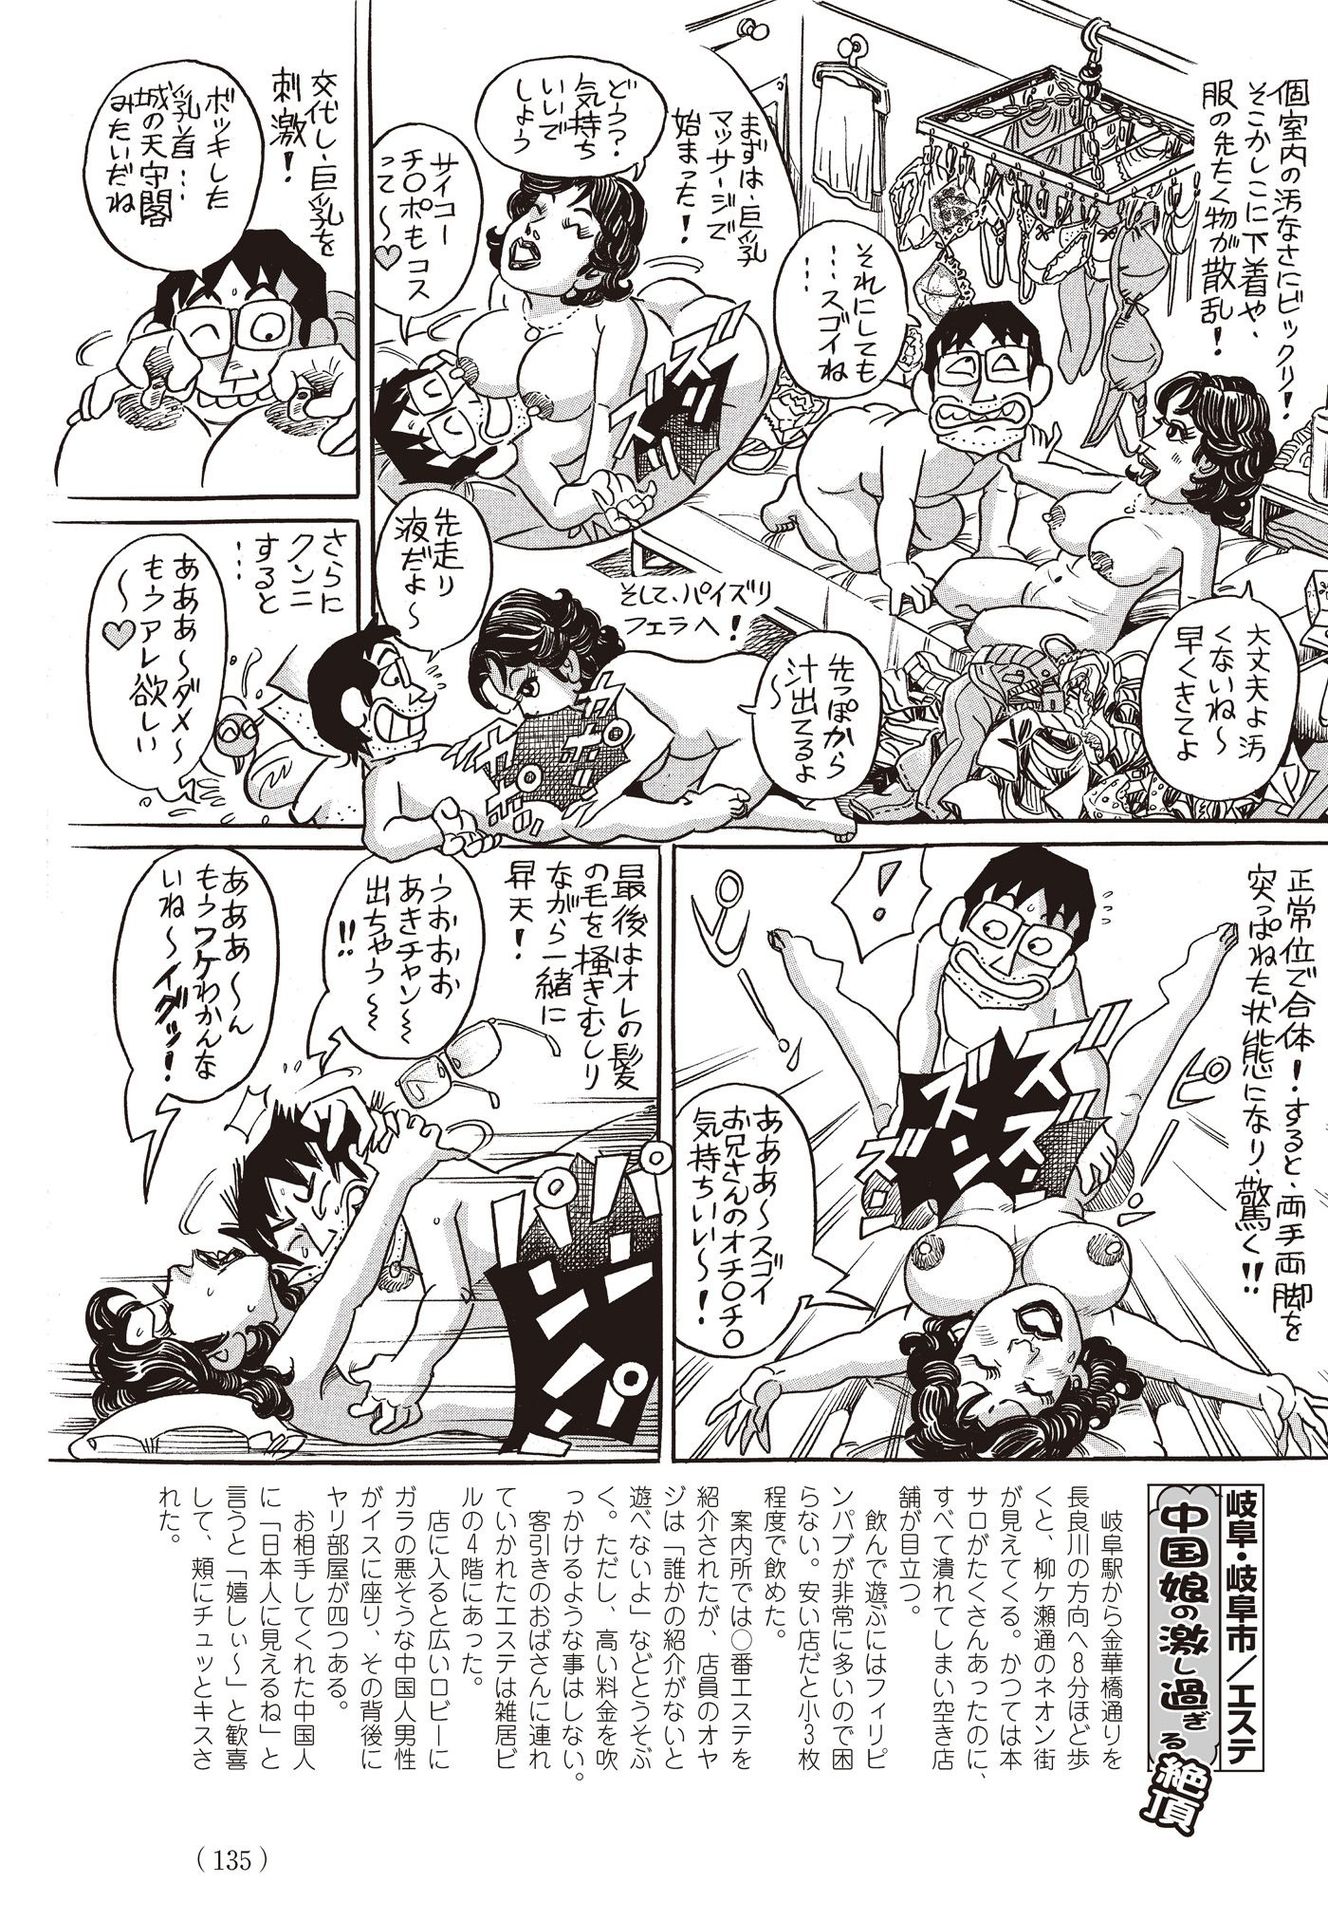 個室内の汚なさにビックリ!
そこかしこに下着や、
服の先たく物が散乱!
それにしても
…スゴイね
大丈夫よ汚
くないね〜
早くきてよ
まずは、巨乳
マッサージで
始まった!
どぅ?
気持ち
いいで
しょう
サイコー
チ〇ポもコス
って〜♡
ズズッ
ズイ
交代し、巨乳を
刺激!
ボッキした
乳首…
城の天守閣
みたいだね
そして、パイズリ
フェラへ!
先っぽから
汁出てるよ
〜
先走り
液だよ〜
さらに
クンニ
すると
…
あああ〜ダメ〜
もぅアレ欲しい
〜♡
正常位で合体!・すると、両手両脚を
突っぱねた状態になり、驚く!!
!
ピ
ピ
ズズン
ズズズ
あああ〜スゴイ
お兄さんのオチ〇チ〇
気持ちいい〜!
最後はオレの髪
の毛を掻きむしり
ながら一緒に
昇天!
うおおお
あきチャン〜
出ちゃう〜
!!
ああああ〜ん
もぅワケわかんな
いね〜イグッ!
パンパン
パンパン
岐阜・岐阜市/エステ
中国娘の激し過ぎる絶頂
岐阜駅から金華橋通りを
長良川の方向へ8分ほど歩
くと、柳ケ瀬通のネオン街
が見えてくる。かつては本
サロがたくさんあったのに、
すべて潰れてしまい空き店
舗が目立つ。
飲んで遊ぶにはフィリピ
ンパブが非常に多いので困
らない。安い店だと小3枚
程度で飲めた。
案内所では〇番エステを
紹介されたが、店員のオヤ
ジは「誰かの紹介がないと
遊べないよ」などとうそぶ
く。ただし、高い料金を吹
っかけるような事はしない。
客引きのおばさんに連れ
ていかれたエステは雑居ビ
ルの4階にあった。
店に入ると広いロビーに
ガラの悪そうな中国人男性
がイスに座り、その背後に
ヤリ部屋が四つある。
お相手してくれた中国人
に「日本人に見えるね」と
言うと「嬉しぃ〜」と歓喜
して、頬にチュッとキスさ
れた。
(135)